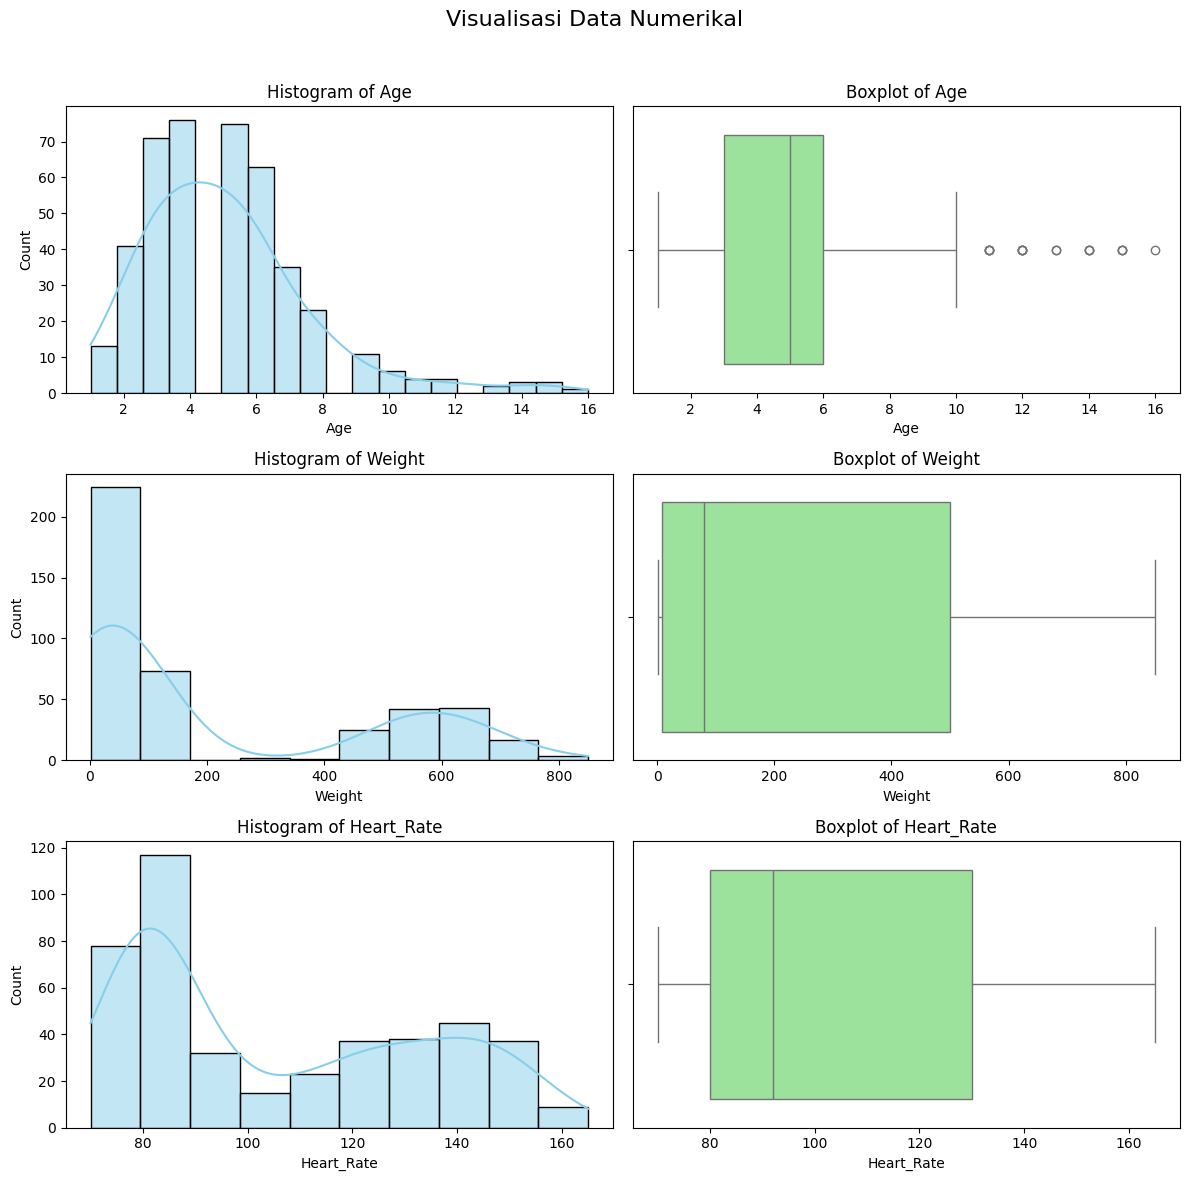 Visualisasi Data Numerikal
Histogram of Age
Count
70
60
50
40
30
20
10
0
2 4 6 8 10 12 14 16
Age
Boxplot of Age
2 4 6 8 10 12 14 16
Age
Histogram of Weight
Count
200
150
100
50
0
0 200 400 600 800
Weight
Boxplot of Weight
0 200 400 600 800
Weight
Histogram of Heart_Rate
Count
120
100
80
60
40
20
0
80 100 120 140 160
Heart_Rate
Boxplot of Heart_Rate
80 100 120 140 160
Heart_Rate